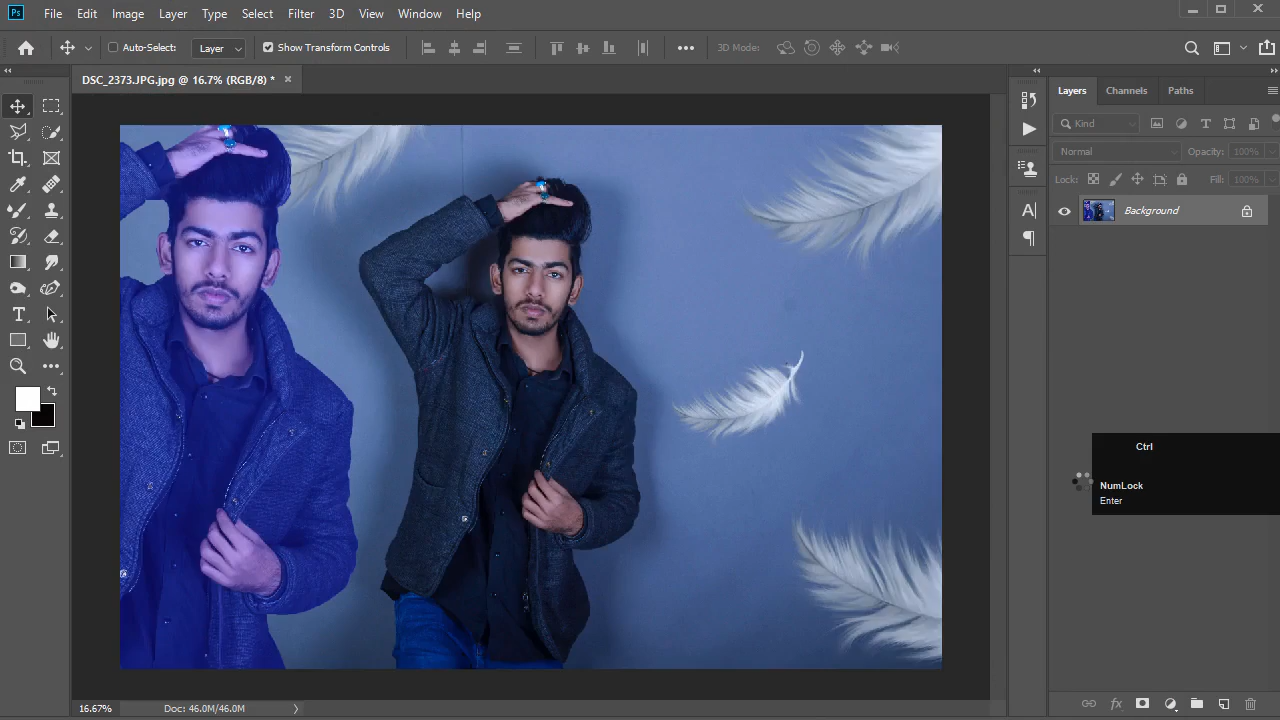 Ps File Edit Image Layer Type Select Filter 3D View Window Help
Auto-Select: Layer Show Transform Controls 3D Mode:
DSC_2373.JPG.jpg @ 16.7% (RGB/8) *
Layers Channels Paths
Kind
Normal Opacity: 100%
Lock: Fill: 100%
Background
Ctrl
NumLock
Enter
16.67% Doc: 46.0M/46.0M